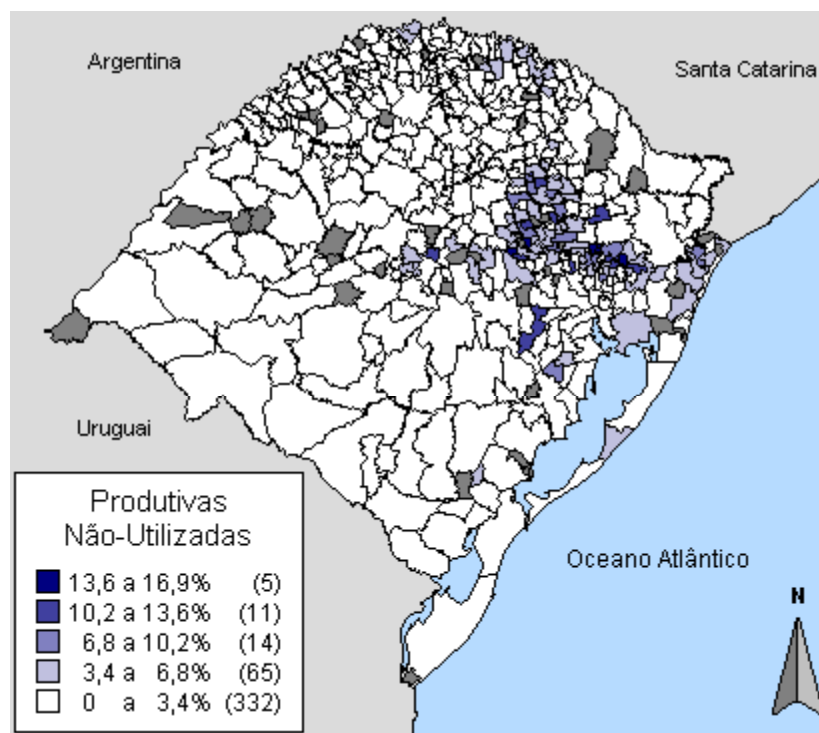 Argentina
Santa Catarina
Uruguai
Produtivas
Não-Utilizadas
13,6 a 16,9% (5)
10,2 a 13,6% (11)
6,8 a 10,2% (14)
3,4 a 6,8% (65)
0 a 3,4% (332)
Oceano Atlântico
N